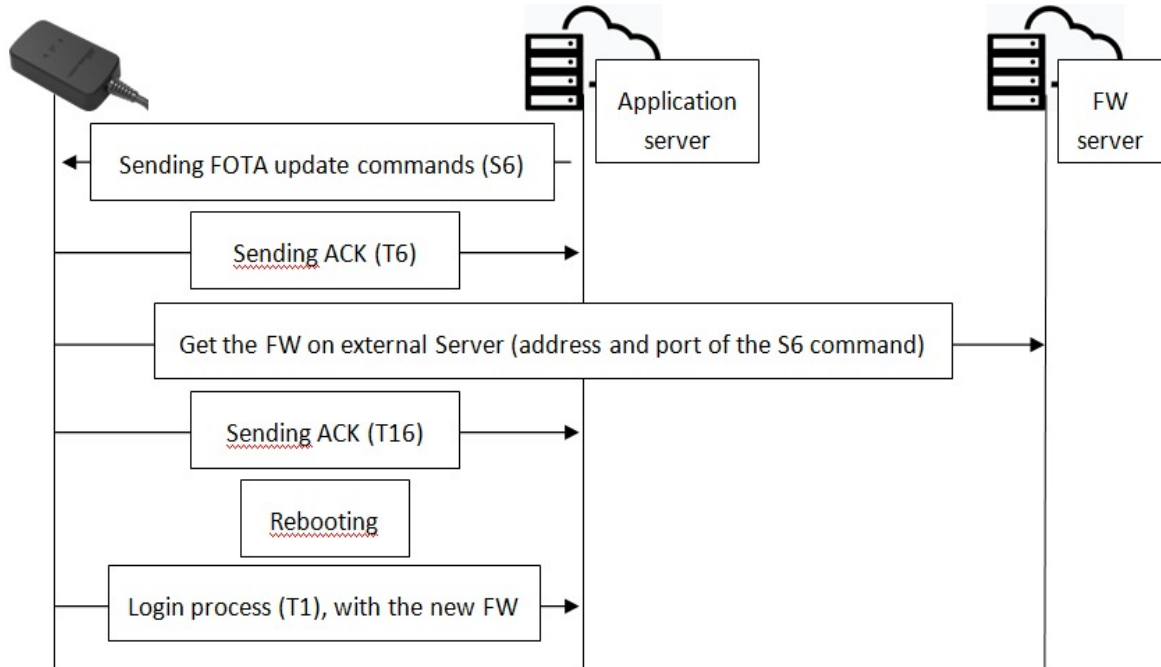 Application
server
FW
server
Sending FOTA update commands (S6)
Sending ACK (T6)
Get the FW on external Server (address and port of the S6 command)
Sending ACK (T16)
Rebooting
Login process (T1), with the new FW